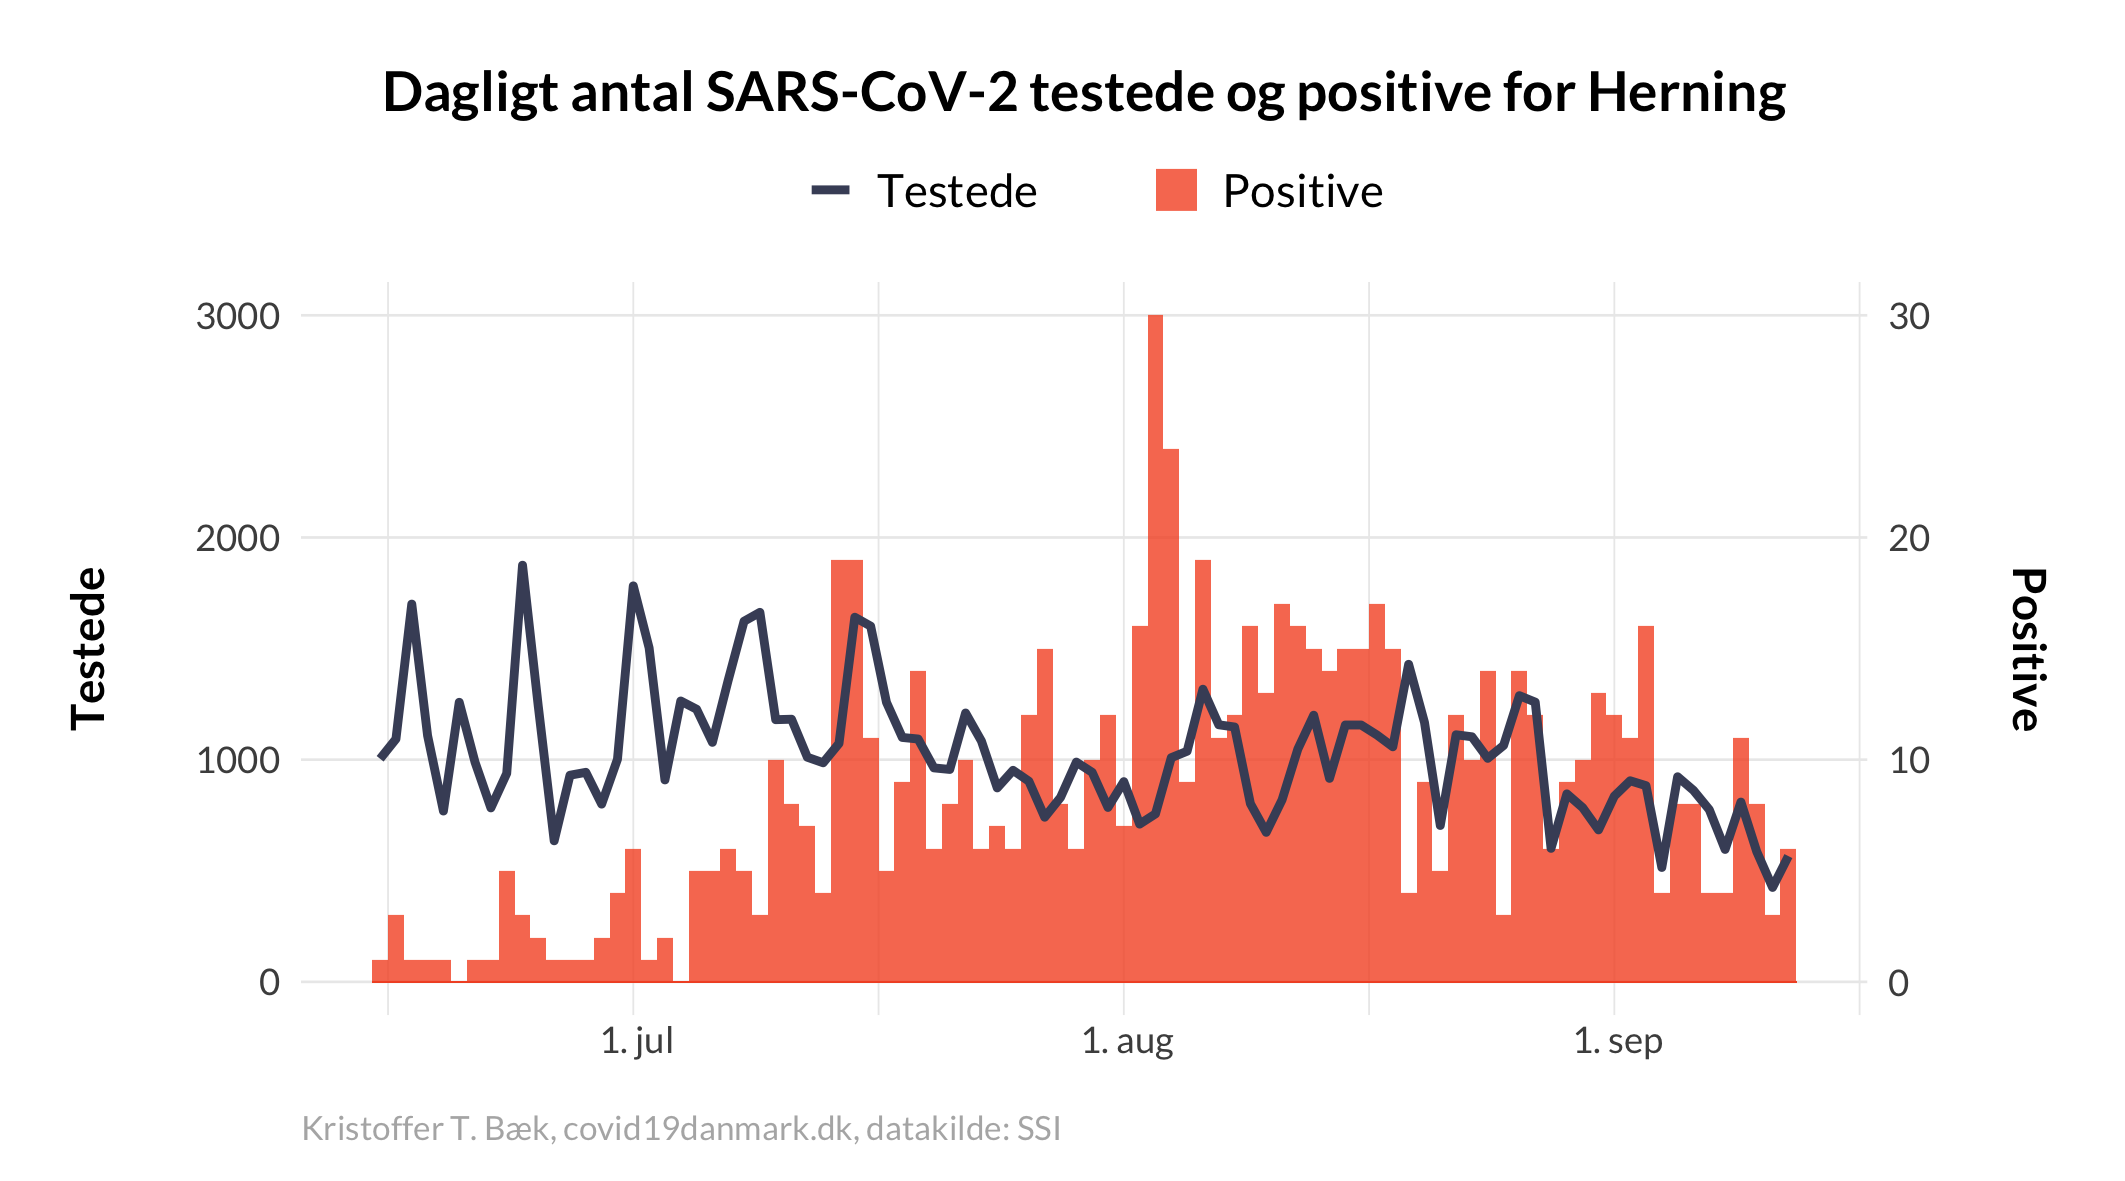 Dagligt antal SARS-CoV-2 testede og positive for Herning
Testede
Positive
3000
2000
1000
0
30
20
10
0
Testede
Positive
1. jul
1. aug
1. sep
Kristoffer T. Bæk, covid19danmark.dk, datakilde: SSI